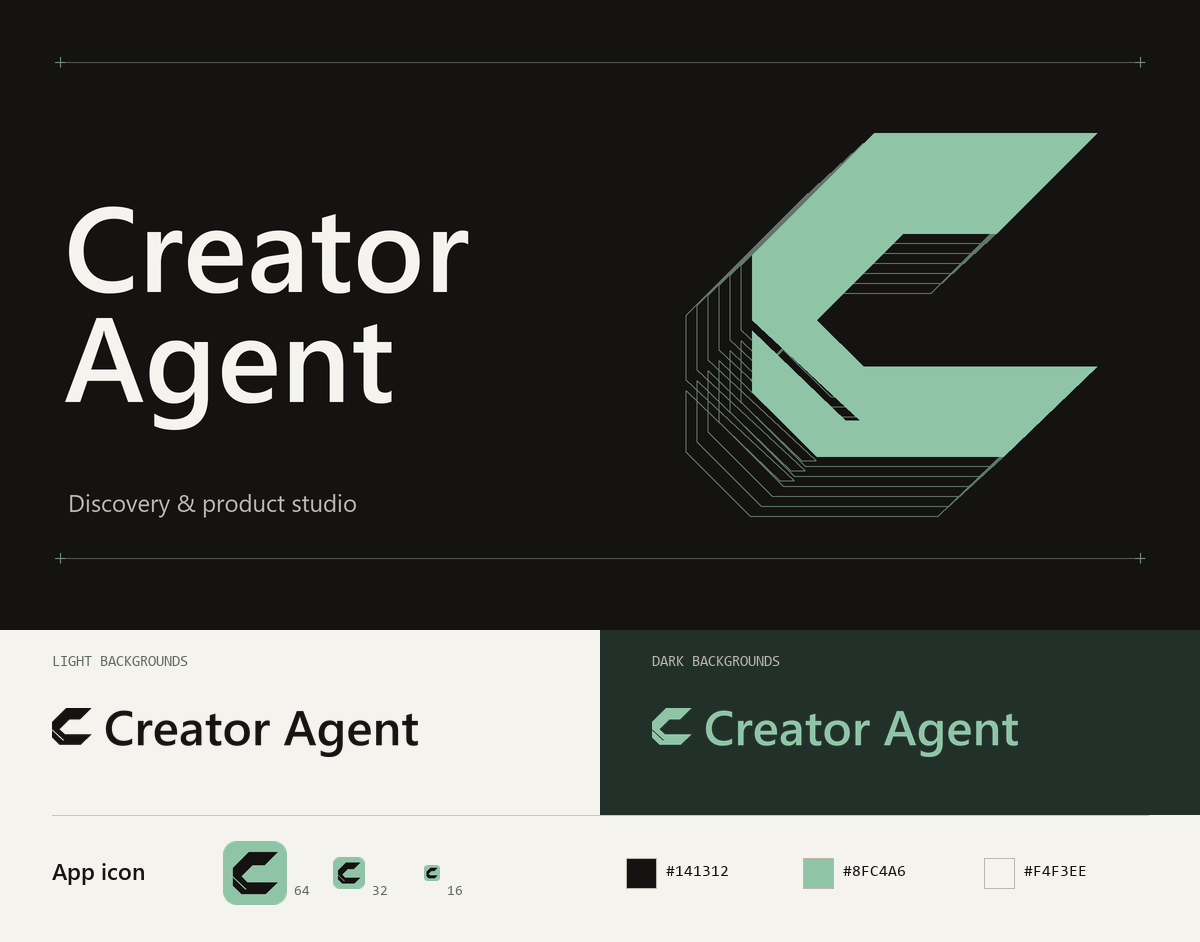 Creator
Agent
Discovery & product studio
LIGHT BACKGROUNDS
Creator Agent
DARK BACKGROUNDS
Creator Agent
App icon
64
32
16
#141312
#8FC4A6
#F4F3EE